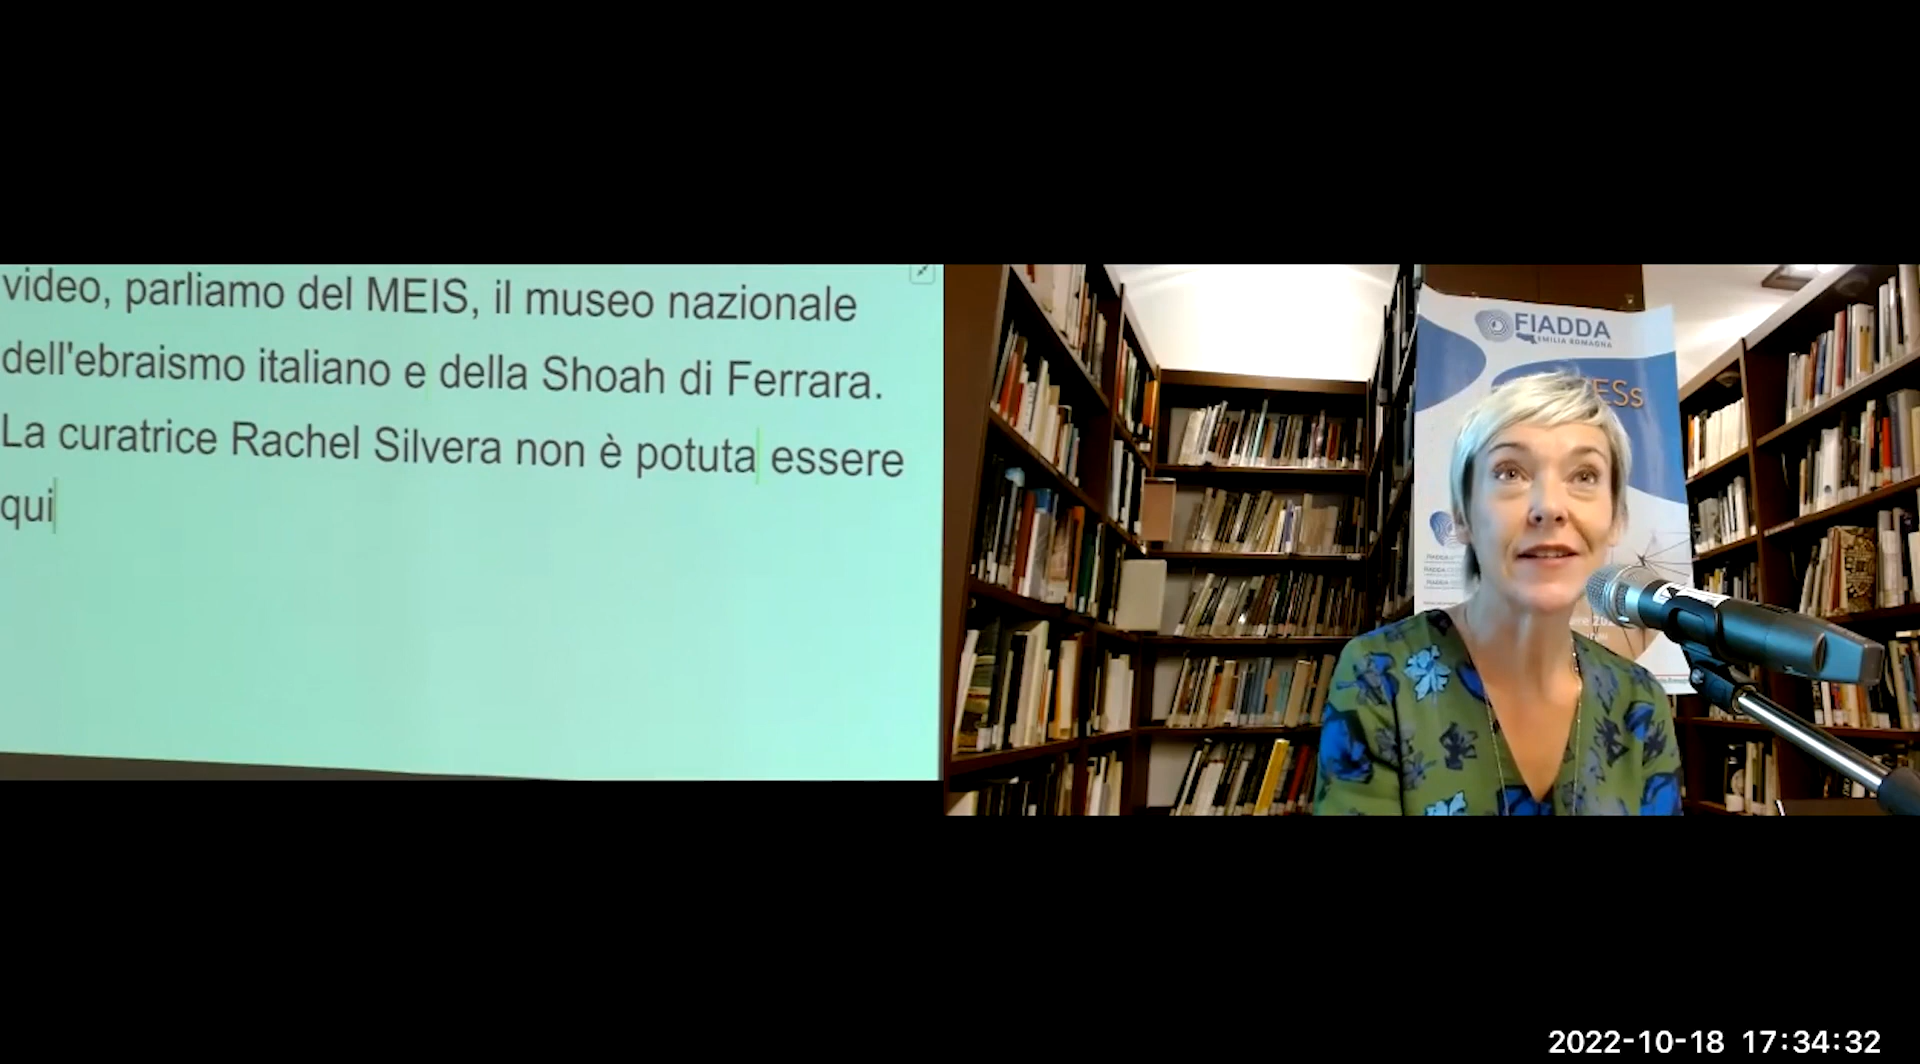 video, parliamo del MEIS, il museo nazionale
dell'ebraismo italiano e della Shoah di Ferrara.
La curatrice Rachel Silvera non è potuta essere
qui
FIADDA
EMILIA ROMAGNA
ESs
2022-10-18 17:34:32